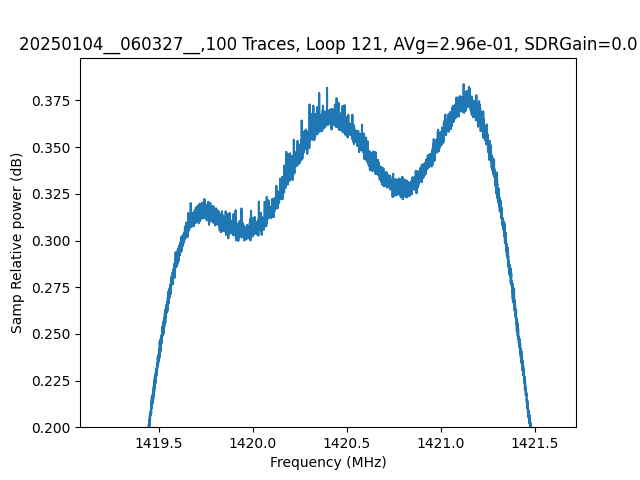 20250104__060327__,100 Traces, Loop 121, AVg=2.96e-01, SDRGain=0.0
0.375
0.350
0.325
0.300
0.275
0.250
0.225
0.200
Samp Relative power (dB)
1419.5 1420.0 1420.5 1421.0 1421.5
Frequency (MHz)